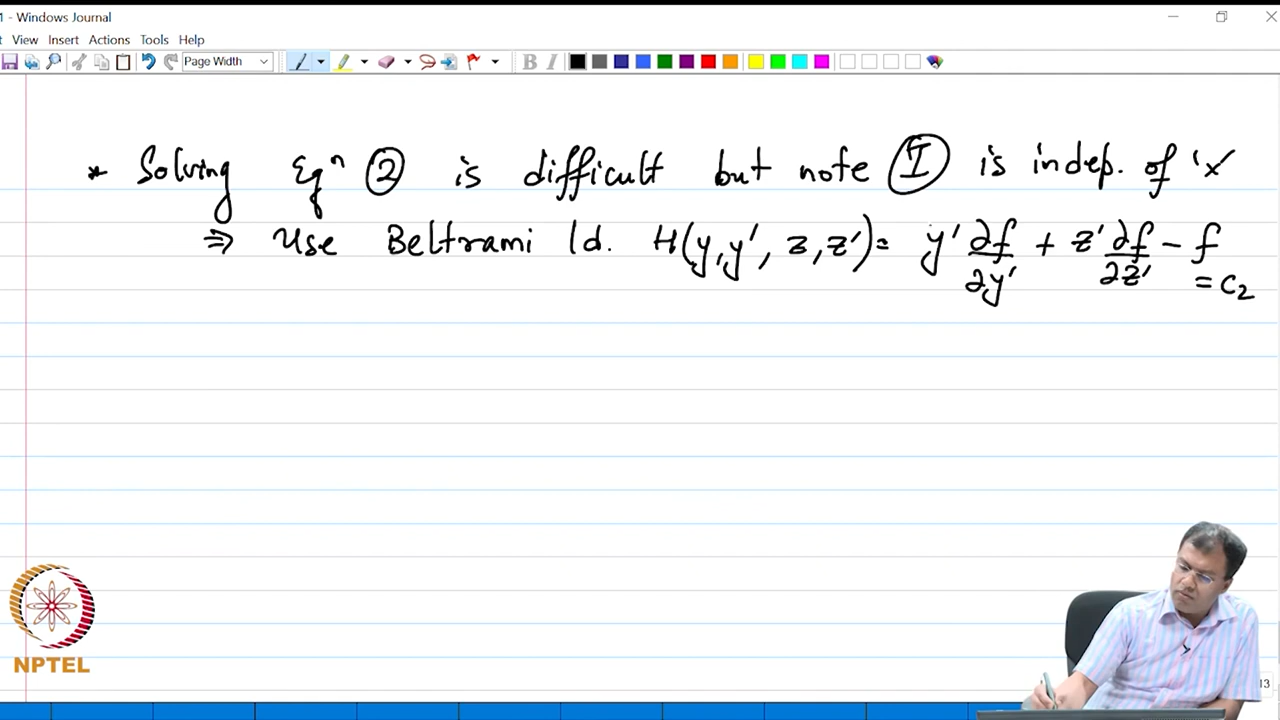 1 - Windows Journal
t View Insert Actions Tools Help
Page Width B I
* Solving Eqn ② is difficult but note Ⓘ is indep. of 'x
⇒ Use Beltrami Id. H(y,y', z,z') = y' ∂f/∂y' + z' ∂f/∂z' - f
= C2
NPTEL
13